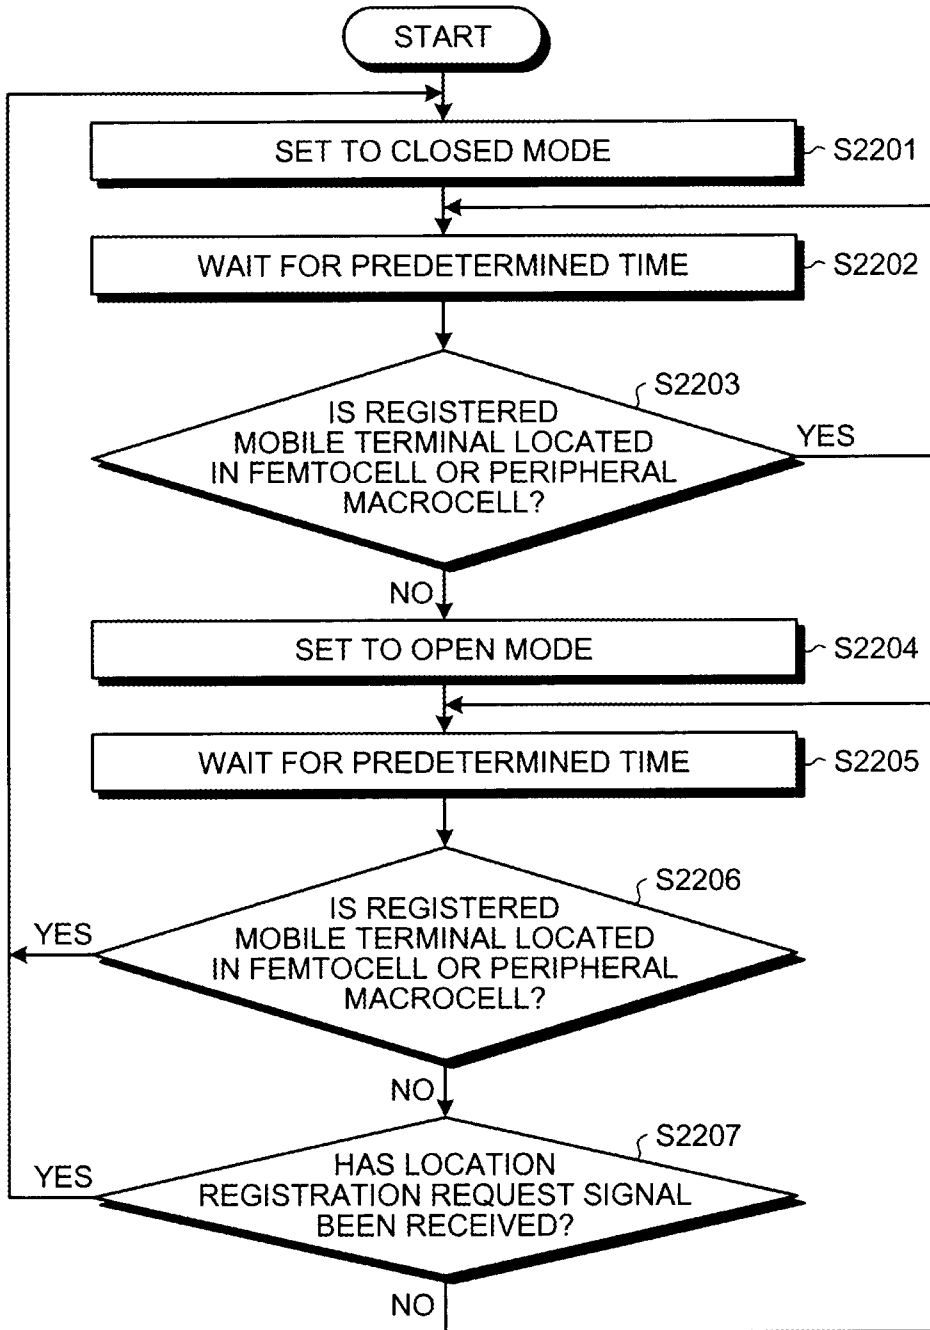 START
SET TO CLOSED MODE
S2201
WAIT FOR PREDETERMINED TIME
S2202
S2203
IS REGISTERED
MOBILE TERMINAL LOCATED
IN FEMTOCELL OR PERIPHERAL
MACROCELL?
YES
NO
SET TO OPEN MODE
S2204
WAIT FOR PREDETERMINED TIME
S2205
S2206
IS REGISTERED
MOBILE TERMINAL LOCATED
IN FEMTOCELL OR PERIPHERAL
MACROCELL?
YES
NO
S2207
HAS LOCATION
REGISTRATION REQUEST SIGNAL
BEEN RECEIVED?
YES
NO